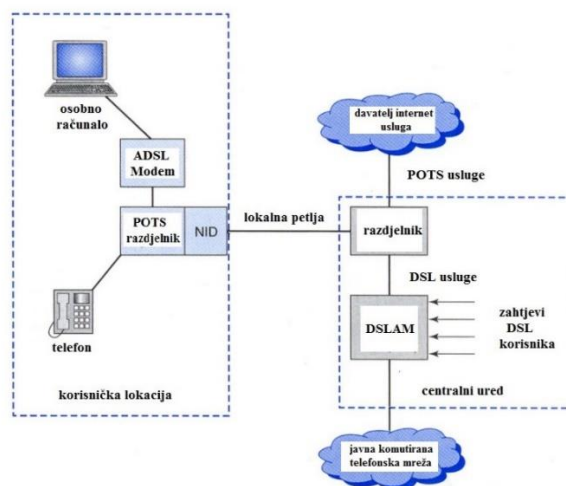 osobno
računalo
ADSL
Modem
POTS
razdjelnik
NID
telefon
korisnička lokacija
lokalna petlja
davatelj internet
usluga
POTS usluge
razdjelnik
DSL usluge
DSLAM
zahtjevi
DSL
korisnika
centralni ured
javna komutirana
telefonska mreža